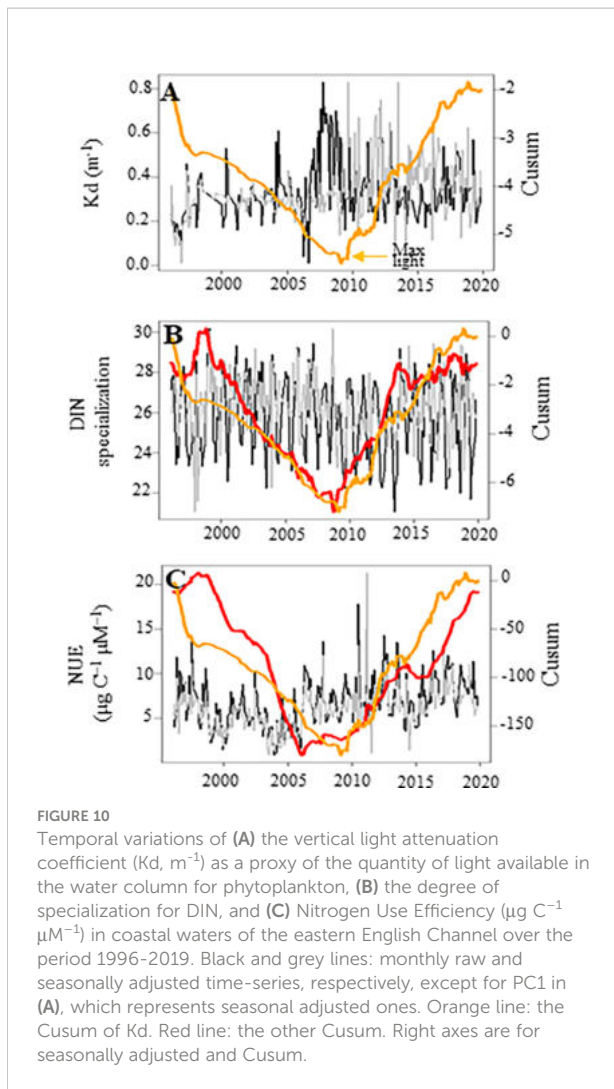 A
0.8
0.6
0.4
0.2
0.0
Kd (m-1)
-2
-3
-4
-5
Cusum
Max
light
2000 2005 2010 2015 2020
B
30
28
26
24
22
DIN
specialization
0
-2
-4
-6
Cusum
2000 2005 2010 2015 2020
C
20
15
10
5
NUE
(µg C−1 µM−1)
0
-50
-100
-150
Cusum
2000 2006 2010 2015 2020
FIGURE 10
Temporal variations of (A) the vertical light attenuation
coefficient (Kd, m-1) as a proxy of the quantity of light available in
the water column for phytoplankton, (B) the degree of
specialization for DIN, and (C) Nitrogen Use Efficiency (µg C−1
µM−1) in coastal waters of the eastern English Channel over the
period 1996-2019. Black and grey lines: monthly raw and
seasonally adjusted time-series, respectively, except for PC1 in
(A), which represents seasonal adjusted ones. Orange line: the
Cusum of Kd. Red line: the other Cusum. Right axes are for
seasonally adjusted and Cusum.